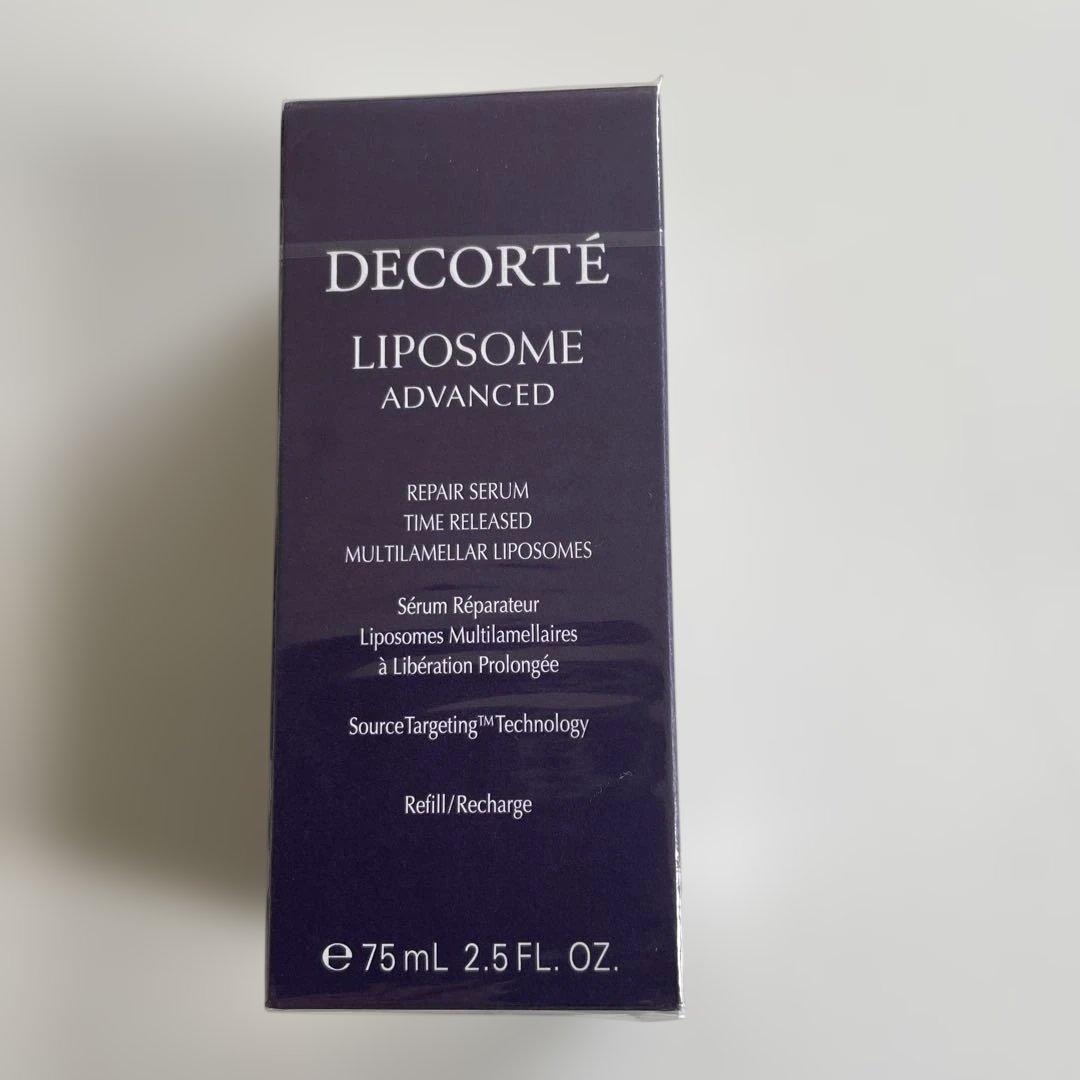 DECORTÉ
LIPOSOME
ADVANCED
REPAIR SERUM
TIME RELEASED
MULTILAMELLAR LIPOSOMES
Sérum Réparateur
Liposomes Multilamellaires
à Libération Prolongée
SourceTargeting™ Technology
Refill/Recharge
℮ 75 mL 2.5 FL. OZ.